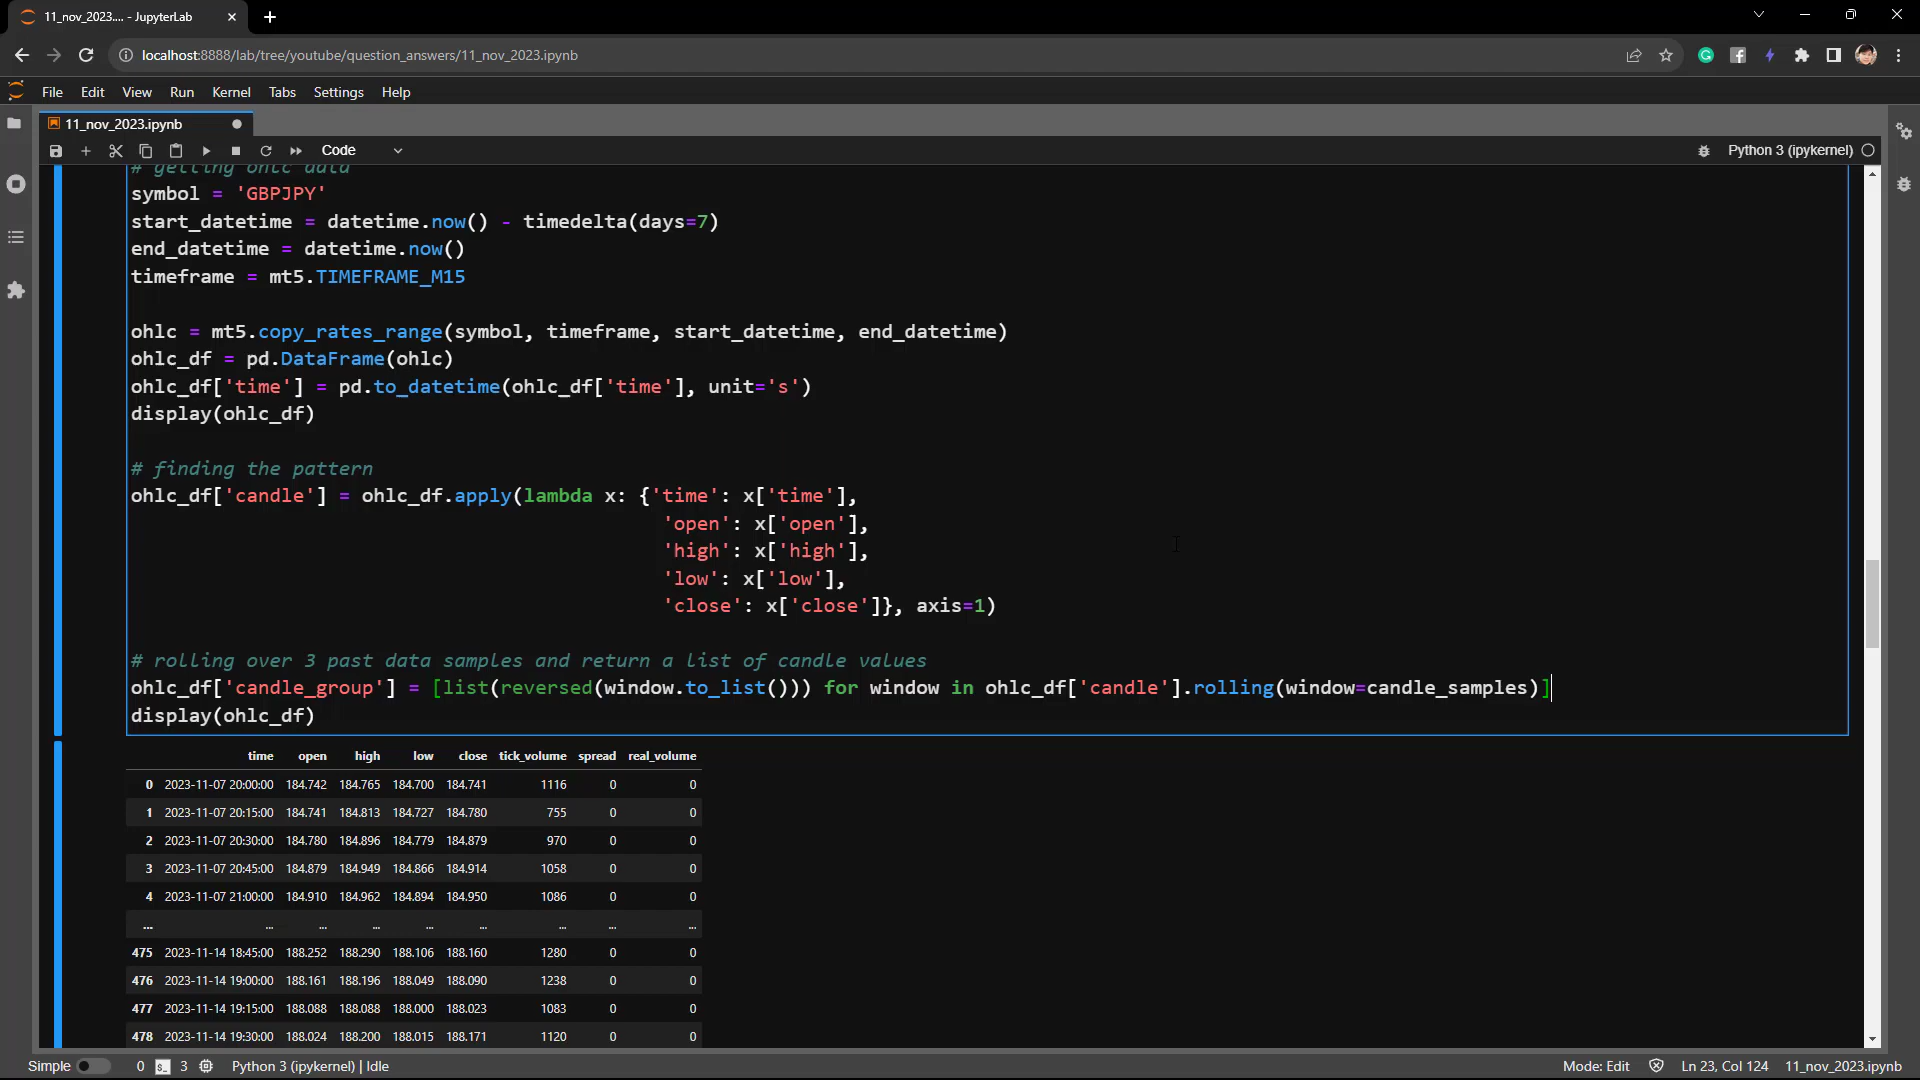 11_nov_2023.... - JupyterLab
localhost:8888/lab/tree/youtube/question_answers/11_nov_2023.ipynb
File Edit View Run Kernel Tabs Settings Help
11_nov_2023.ipynb
Code
Python 3 (ipykernel)
# getting ohlc data
symbol = 'GBPJPY'
start_datetime = datetime.now() - timedelta(days=7)
end_datetime = datetime.now()
timeframe = mt5.TIMEFRAME_M15
ohlc = mt5.copy_rates_range(symbol, timeframe, start_datetime, end_datetime)
ohlc_df = pd.DataFrame(ohlc)
ohlc_df['time'] = pd.to_datetime(ohlc_df['time'], unit='s')
display(ohlc_df)
# finding the pattern
ohlc_df['candle'] = ohlc_df.apply(lambda x: {'time': x['time'],
'open': x['open'],
'high': x['high'],
'low': x['low'],
'close': x['close']}, axis=1)
# rolling over 3 past data samples and return a list of candle values
ohlc_df['candle_group'] = [list(reversed(window.to_list())) for window in ohlc_df['candle'].rolling(window=candle_samples)]
display(ohlc_df)
time open high low close tick_volume spread real_volume
0 2023-11-07 20:00:00 184.742 184.765 184.700 184.741 1116 0 0
1 2023-11-07 20:15:00 184.741 184.813 184.727 184.780 755 0 0
2 2023-11-07 20:30:00 184.780 184.896 184.779 184.879 970 0 0
3 2023-11-07 20:45:00 184.879 184.949 184.866 184.914 1058 0 0
4 2023-11-07 21:00:00 184.910 184.962 184.894 184.950 1086 0 0
... ... ... ... ... ... ... ... ...
475 2023-11-14 18:45:00 188.252 188.290 188.106 188.160 1280 0 0
476 2023-11-14 19:00:00 188.161 188.196 188.049 188.090 1238 0 0
477 2023-11-14 19:15:00 188.088 188.088 188.000 188.023 1083 0 0
478 2023-11-14 19:30:00 188.024 188.200 188.015 188.171 1120 0 0
Simple 0 3 Python 3 (ipykernel) | Idle Mode: Edit Ln 23, Col 124 11_nov_2023.ipynb